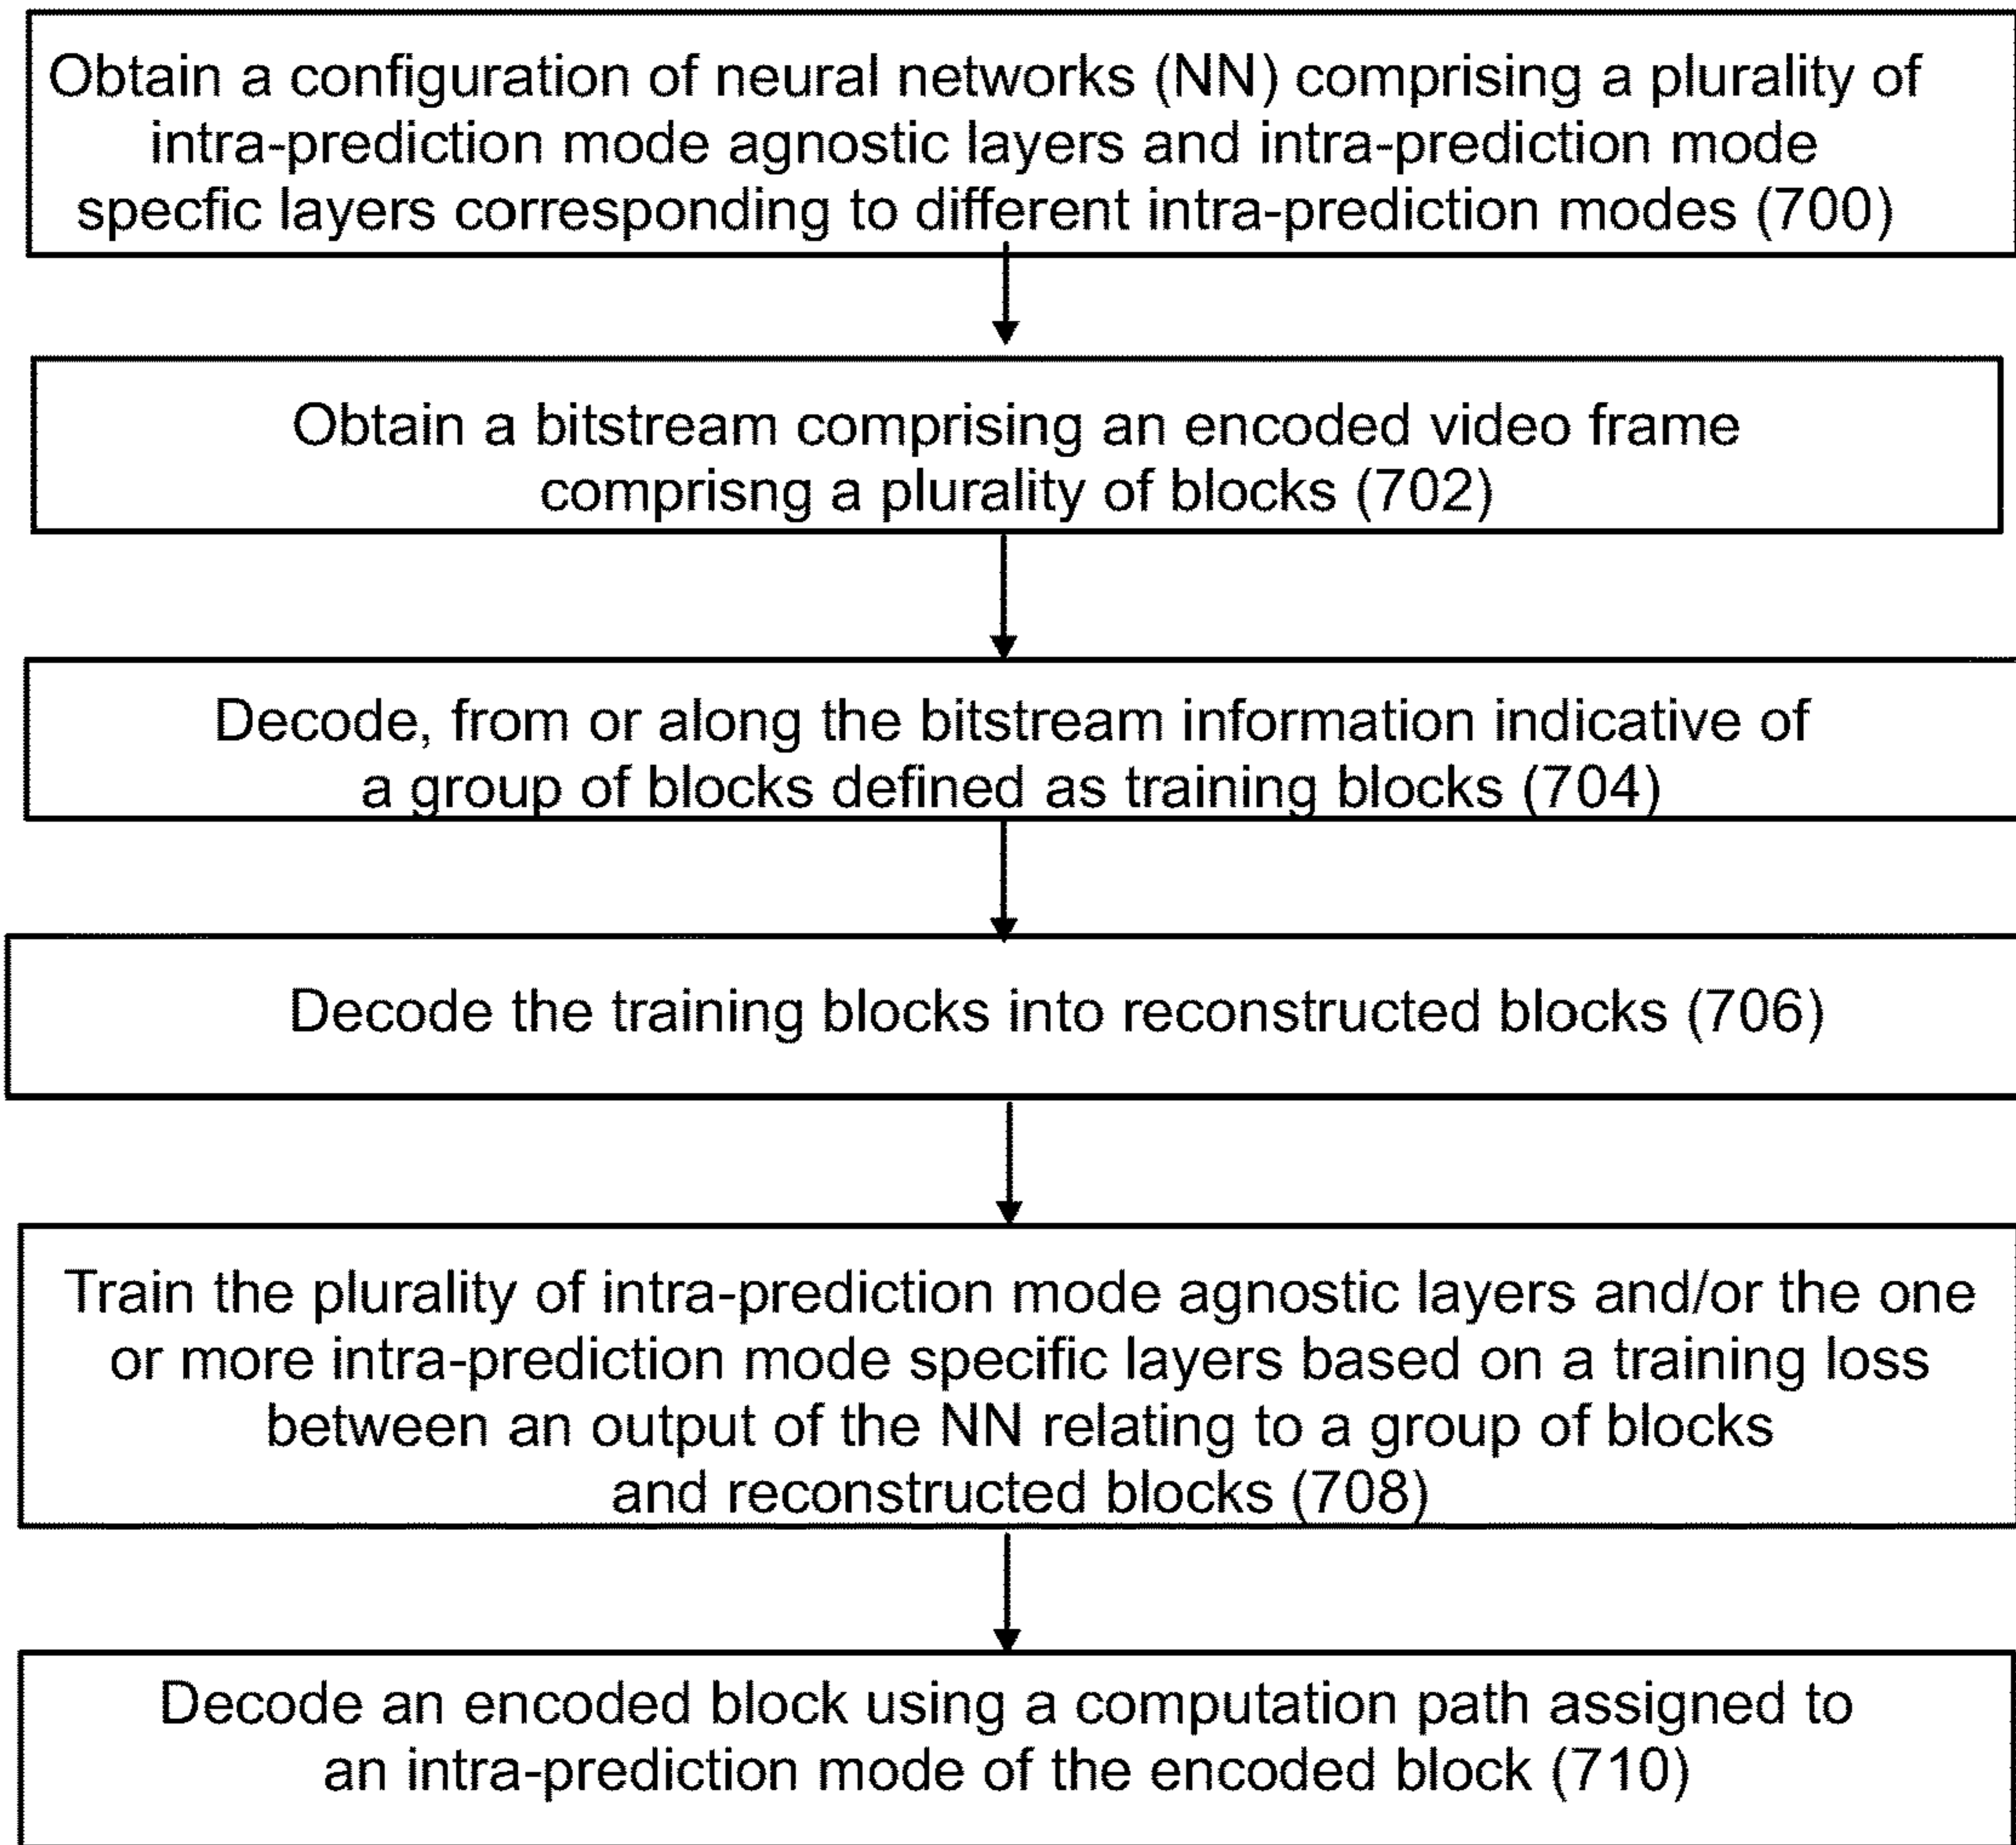 Obtain a configuration of neural networks (NN) comprising a plurality of
intra-prediction mode agnostic layers and intra-prediction mode
specfic layers corresponding to different intra-prediction modes (700)
Obtain a bitstream comprising an encoded video frame
comprisng a plurality of blocks (702)
Decode, from or along the bitstream information indicative of
a group of blocks defined as training blocks (704)
Decode the training blocks into reconstructed blocks (706)
Train the plurality of intra-prediction mode agnostic layers and/or the one
or more intra-prediction mode specific layers based on a training loss
between an output of the NN relating to a group of blocks
and reconstructed blocks (708)
Decode an encoded block using a computation path assigned to
an intra-prediction mode of the encoded block (710)